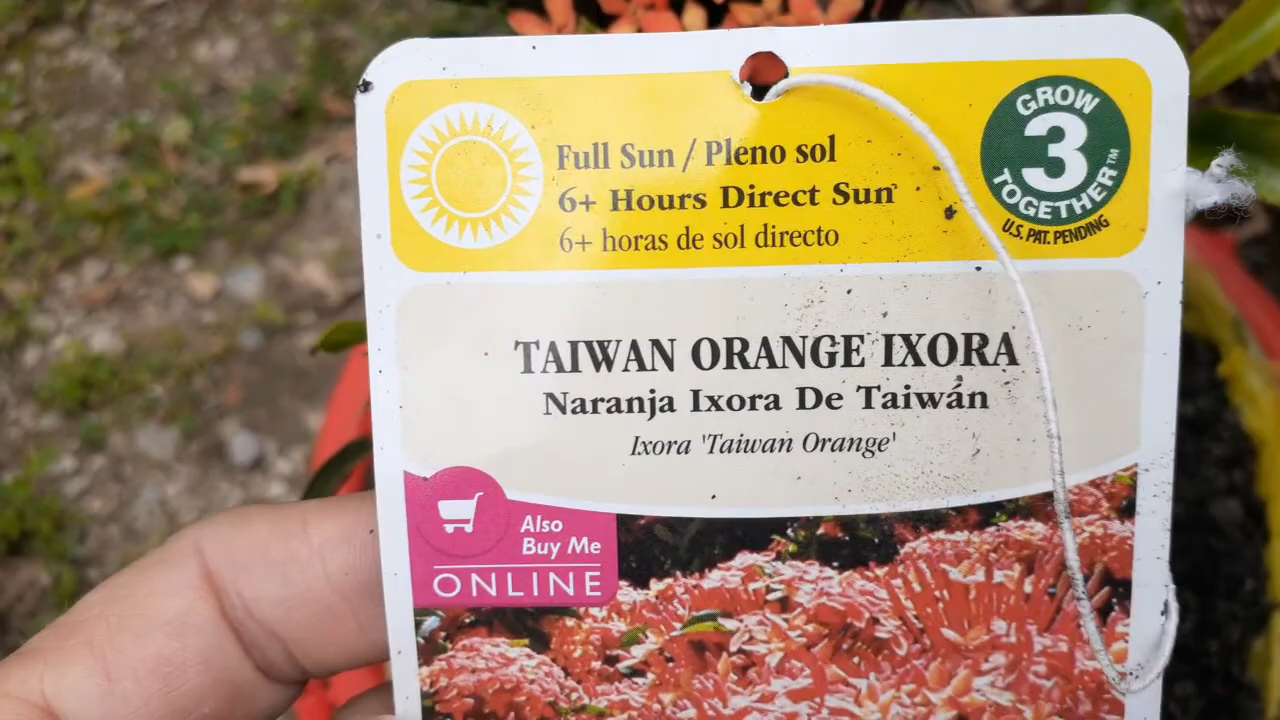 Full Sun / Pleno sol
6+ Hours Direct Sun
6+ horas de sol directo
GROW
3
TOGETHER™
U.S. PAT. PENDING
TAIWAN ORANGE IXORA
Naranja Ixora De Taiwán
Ixora 'Taiwan Orange'
Also
Buy Me
ONLINE